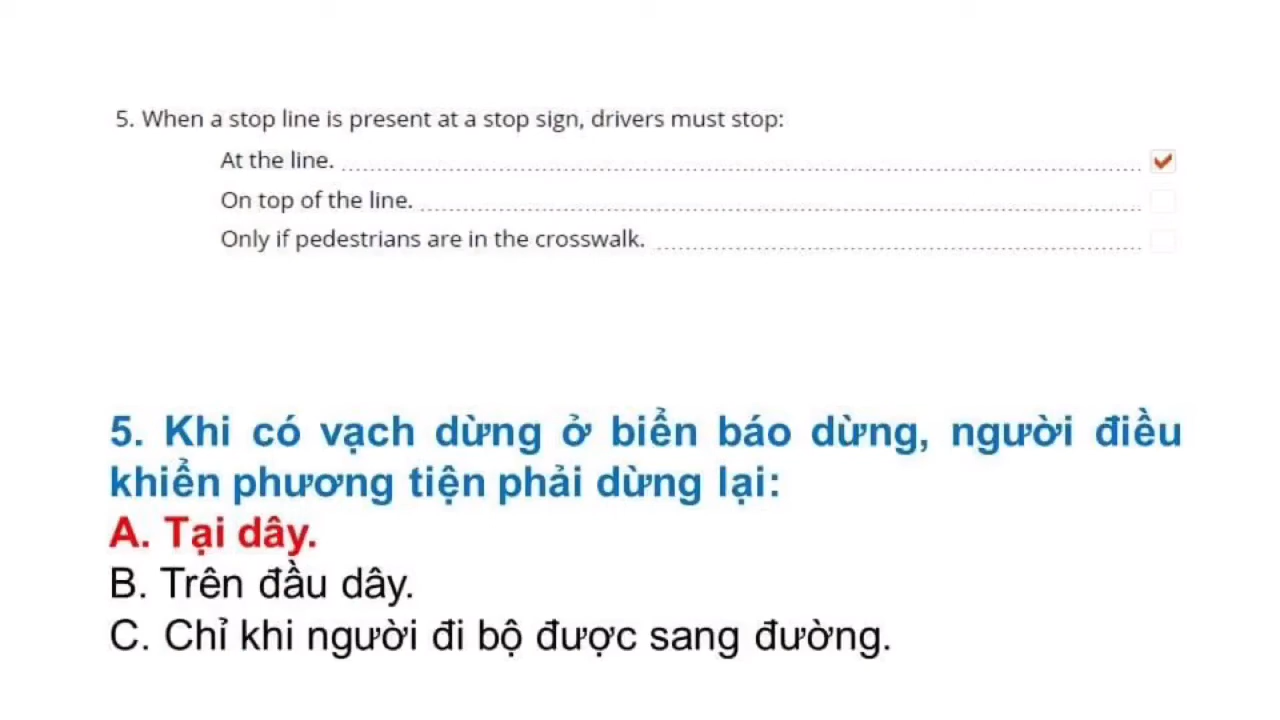 5. When a stop line is present at a stop sign, drivers must stop:
At the line.
On top of the line.
Only if pedestrians are in the crosswalk.
5. Khi có vạch dừng ở biển báo dừng, người điều
khiển phương tiện phải dừng lại:
A. Tại dây.
B. Trên đầu dây.
C. Chỉ khi người đi bộ được sang đường.